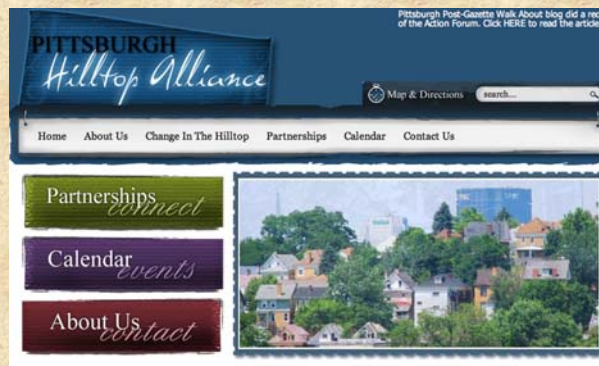 Pittsburgh Post-Gazette Walk About blog did a rec
of the Action Forum. Click HERE to read the article
PITTSBURGH
Hilltop Alliance
Map & Directions
search...
Home About Us Change In The Hilltop Partnerships Calendar Contact Us
Partnerships
connect
Calendar
events
About Us
contact